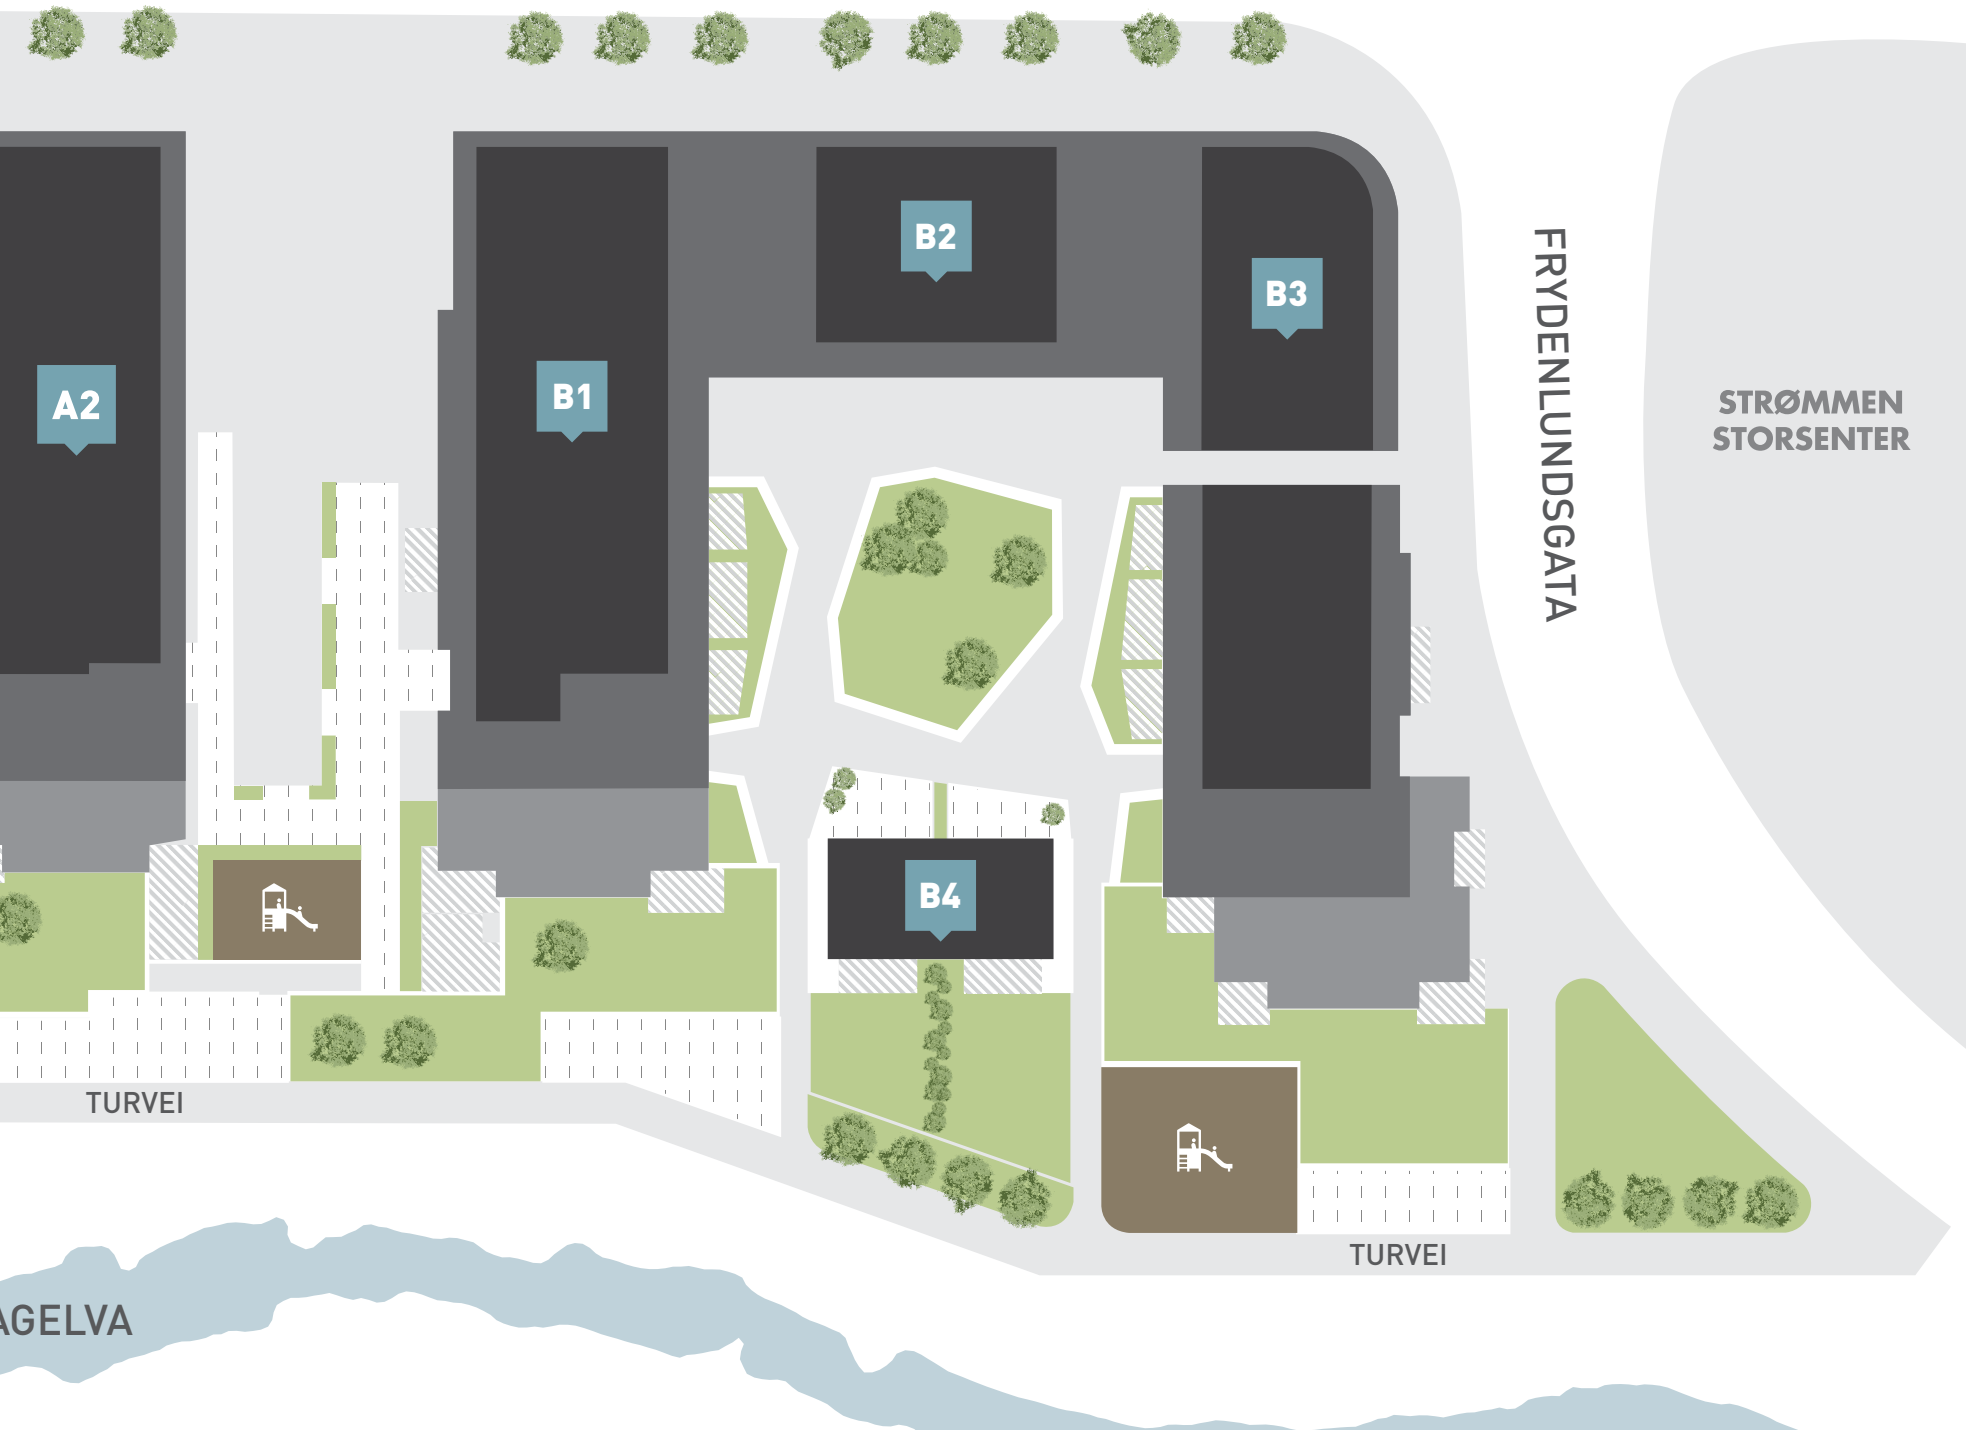 B2
B3
A2
B1
FRYDENLUNDSGATA
STRØMMEN
STORSENTER
B4
TURVEI
TURVEI
AGELVA